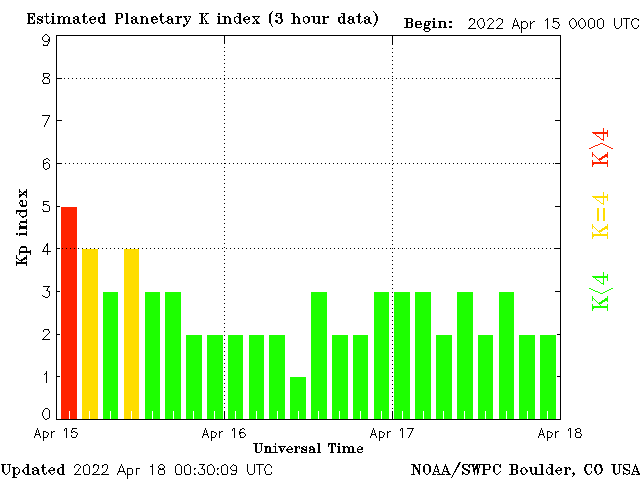 Estimated Planetary K index (3 hour data)
Begin: 2022 Apr 15 0000 UTC
9
8
7
6
5
4
3
2
1
0
Kp index
K>4
K=4
K<4
Apr 15
Apr 16
Apr 17
Apr 18
Universal Time
Updated 2022 Apr 18 00:30:09 UTC
NOAA/SWPC Boulder, CO USA